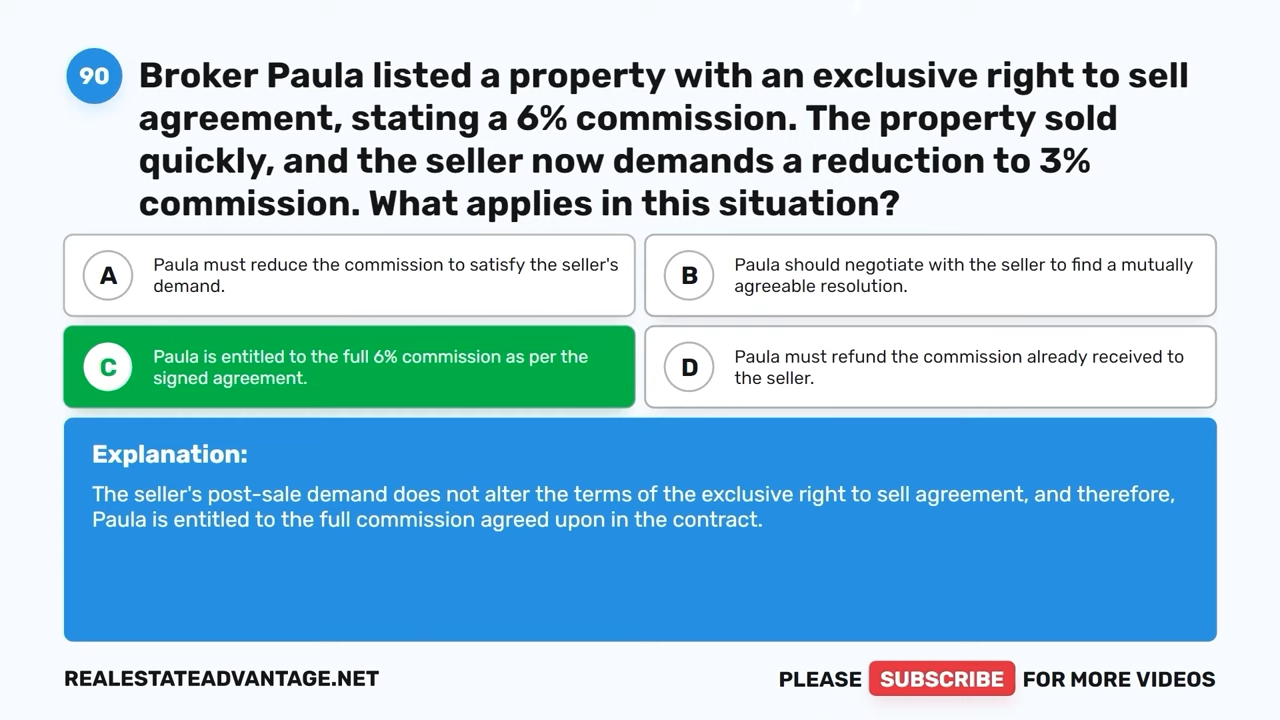 90
Broker Paula listed a property with an exclusive right to sell
agreement, stating a 6% commission. The property sold
quickly, and the seller now demands a reduction to 3%
commission. What applies in this situation?
A
Paula must reduce the commission to satisfy the seller's
demand.
B
Paula should negotiate with the seller to find a mutually
agreeable resolution.
C
Paula is entitled to the full 6% commission as per the
signed agreement.
D
Paula must refund the commission already received to
the seller.
Explanation:
The seller's post-sale demand does not alter the terms of the exclusive right to sell agreement, and therefore,
Paula is entitled to the full commission agreed upon in the contract.
REALESTATEADVANTAGE.NET
PLEASE SUBSCRIBE FOR MORE VIDEOS